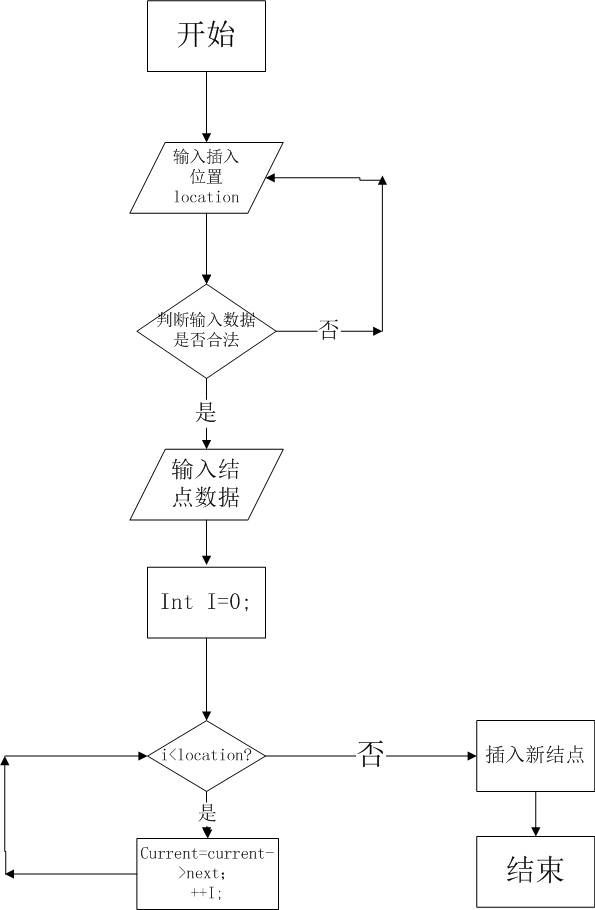 开始
输入插入
位置
location
判断输入数据
是否合法
否
是
输入结
点数据
Int I=0;
i<location?
否
插入新结点
是
Current=current-
>next;
++I;
结束